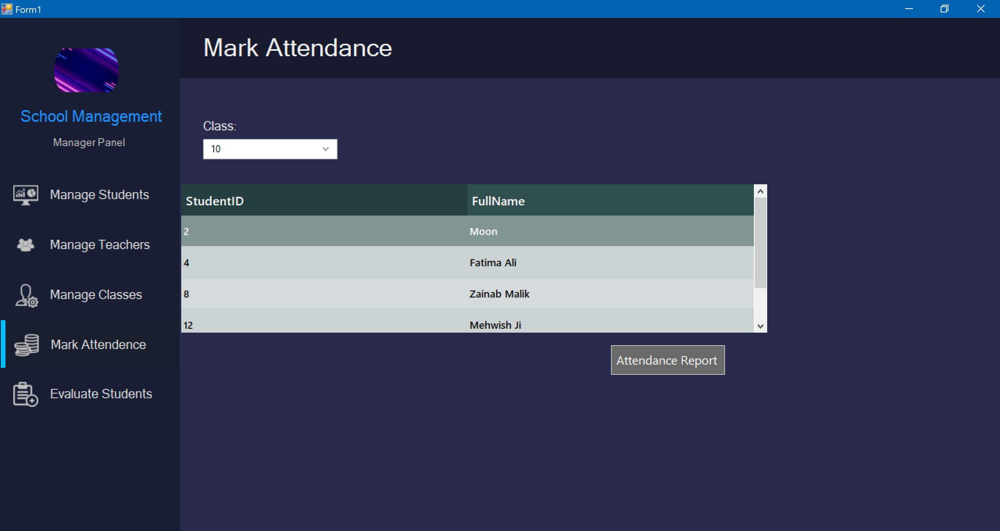 Form1
School Management
Manager Panel
Manage Students
Manage Teachers
Manage Classes
Mark Attendence
Evaluate Students
Mark Attendance
Class:
10
StudentID FullName
2 Moon
4 Fatima Ali
8 Zainab Malik
12 Mehwish Ji
Attendance Report